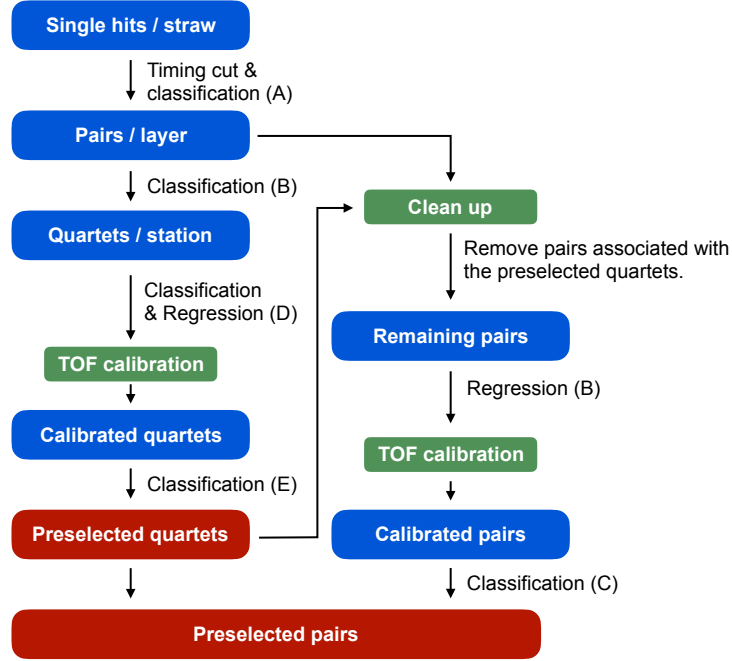 Single hits / straw
Timing cut &
classification (A)
Pairs / layer
Classification (B)
Quartets / station
Classification
& Regression (D)
TOF calibration
Calibrated quartets
Classification (E)
Preselected quartets
Clean up
Remove pairs associated with
the preselected quartets.
Remaining pairs
Regression (B)
TOF calibration
Calibrated pairs
Classification (C)
Preselected pairs